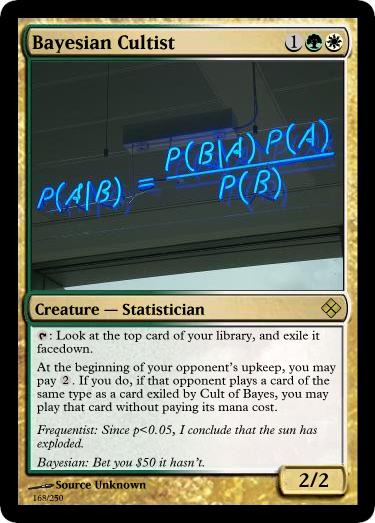 Bayesian Cultist 1
P(A|B) = P(B|A) P(A)
P(B)
Creature — Statistician
: Look at the top card of your library, and exile it
facedown.
At the beginning of your opponent's upkeep, you may
pay 2 . If you do, if that opponent plays a card of the
same type as a card exiled by Cult of Bayes, you may
play that card without paying its mana cost.
Frequentist: Since p<0.05, I conclude that the sun has
exploded.
Bayesian: Bet you $50 it hasn't.
Source Unknown
168/250
2/2